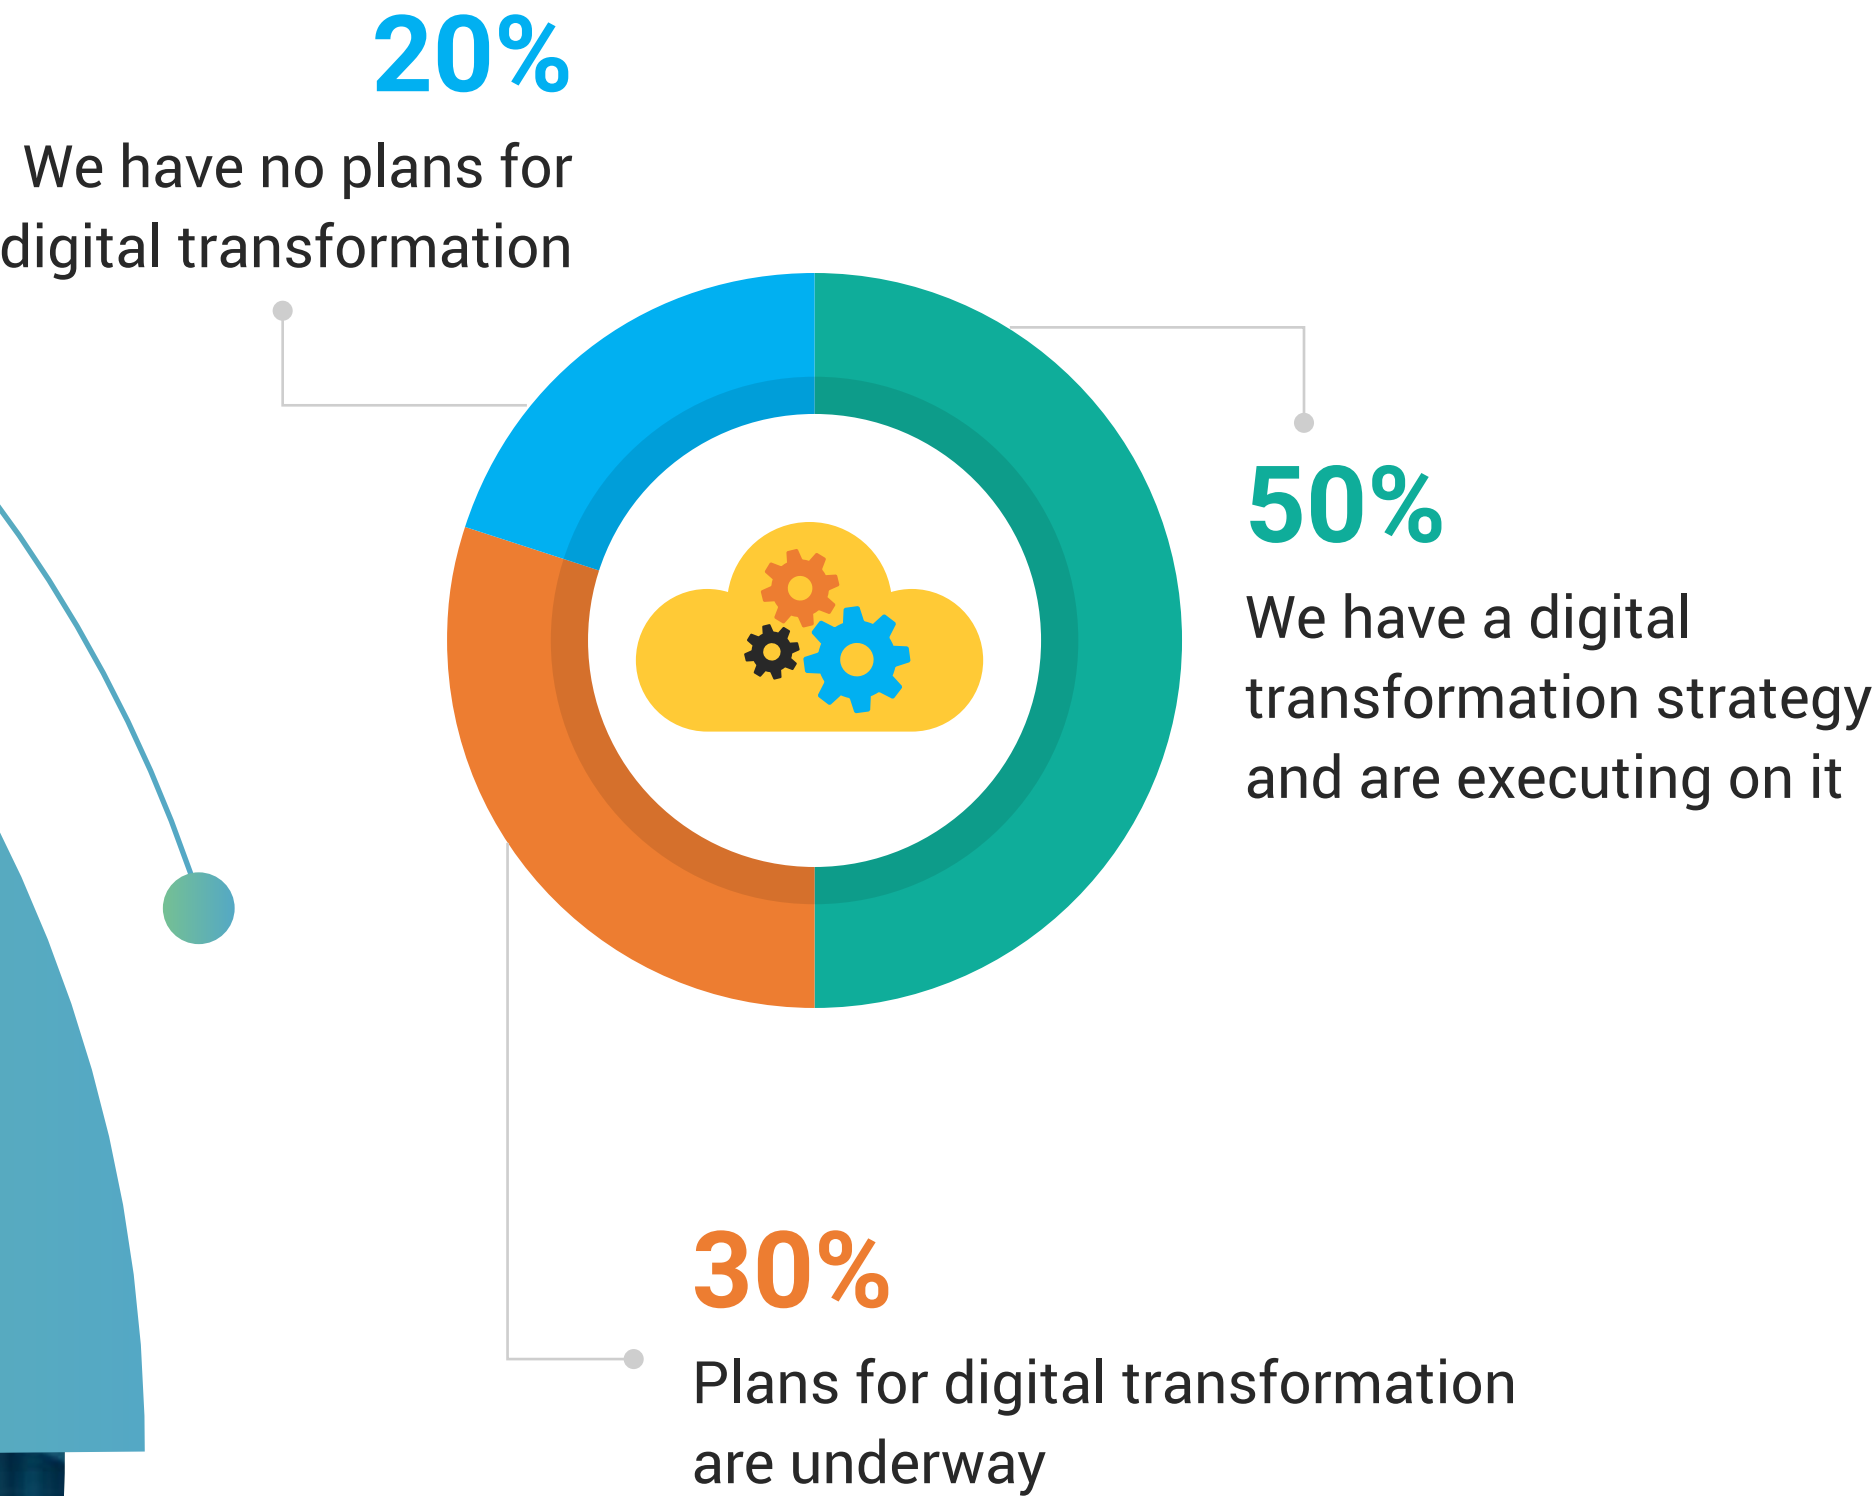 20%
We have no plans for
digital transformation
50%
We have a digital
transformation strategy
and are executing on it
30%
Plans for digital transformation
are underway